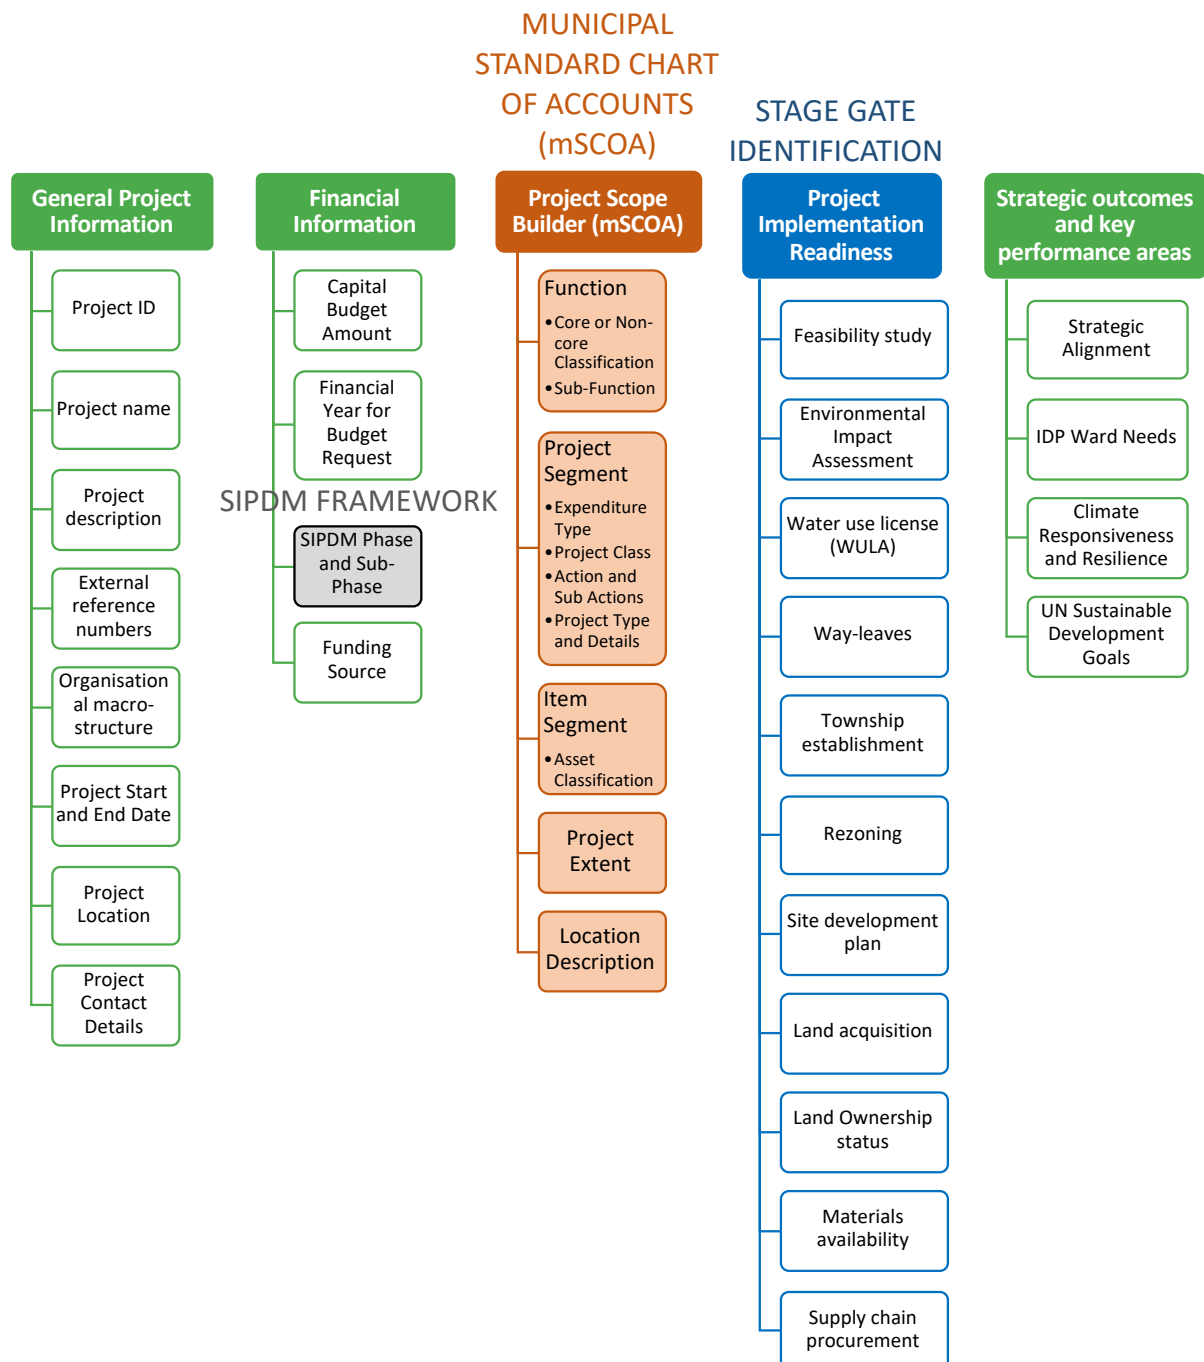 MUNICIPAL
STANDARD CHART
OF ACCOUNTS
(mSCOA)
STAGE GATE
IDENTIFICATION
General Project
Information
Project ID
Project name
Project
description
External
reference
numbers
Organisation
al macro-
structure
Project Start
and End Date
Project
Location
Project
Contact
Details
Financial
Information
Capital
Budget
Amount
Financial
Year for
Budget
Request
SIPDM FRAMEWORK
SIPDM Phase
and Sub-
Phase
Funding
Source
Project Scope
Builder (mSCOA)
Function
•Core or Non-
core
Classification
•Sub-Function
Project
Segment
•Expenditure
Type
•Project Class
•Action and
Sub Actions
•Project Type
and Details
Item
Segment
•Asset
Classification
Project
Extent
Location
Description
Project
Implementation
Readiness
Feasibility study
Environmental
Impact
Assessment
Water use license
(WULA)
Way-leaves
Township
establishment
Rezoning
Site development
plan
Land acquisition
Land Ownership
status
Materials
availability
Supply chain
procurement
Strategic outcomes
and key
performance areas
Strategic
Alignment
IDP Ward Needs
Climate
Responsiveness
and Resilience
UN Sustainable
Development
Goals